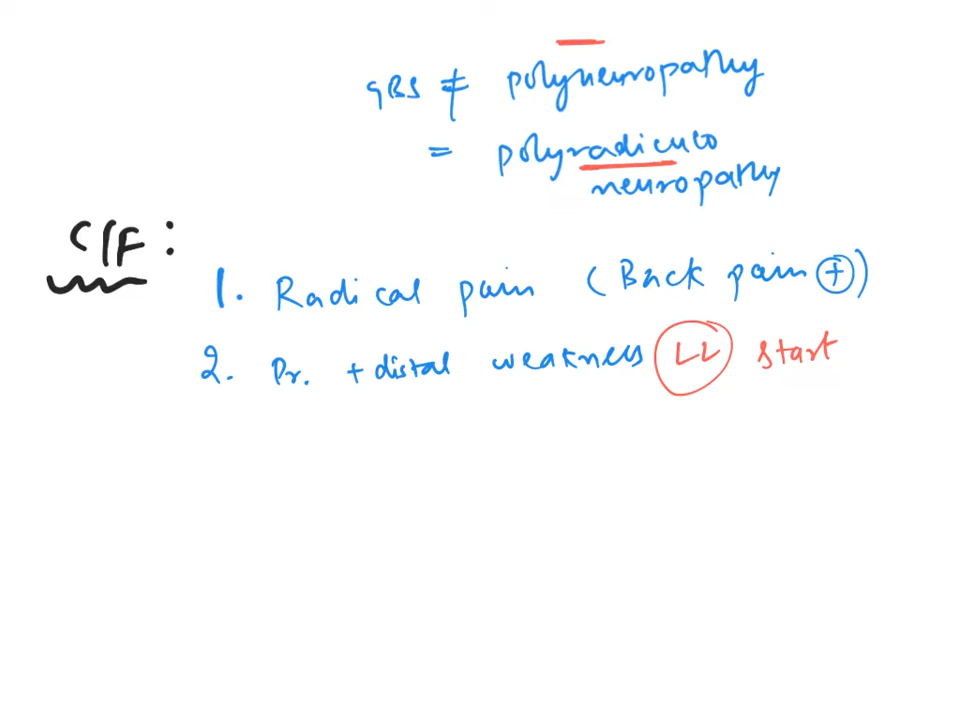 GBS ≠ polyneuropathy
= polyradiculo
neuropathy
C/F :
1. Radical pain (Back pain ⊕)
2. Pr. + distal weakness LL start